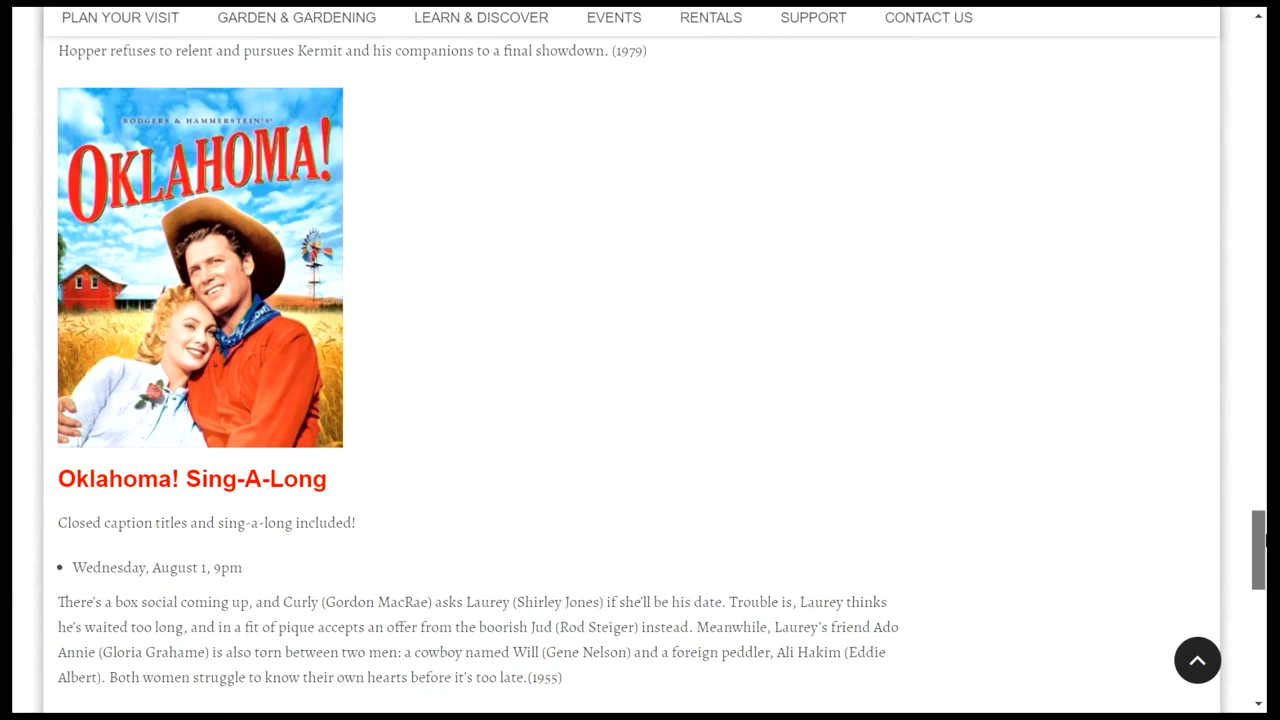 PLAN YOUR VISIT GARDEN & GARDENING LEARN & DISCOVER EVENTS RENTALS SUPPORT CONTACT US
Hopper refuses to relent and pursues Kermit and his companions to a final showdown. (1979)
RODGERS & HAMMERSTEIN'S
OKLAHOMA!
Oklahoma! Sing-A-Long
Closed caption titles and sing-a-long included!
• Wednesday, August 1, 9pm
There's a box social coming up, and Curly (Gordon MacRae) asks Laurey (Shirley Jones) if she'll be his date. Trouble is, Laurey thinks
he's waited too long, and in a fit of pique accepts an offer from the boorish Jud (Rod Steiger) instead. Meanwhile, Laurey's friend Ado
Annie (Gloria Grahame) is also torn between two men: a cowboy named Will (Gene Nelson) and a foreign peddler, Ali Hakim (Eddie
Albert). Both women struggle to know their own hearts before it's too late.(1955)